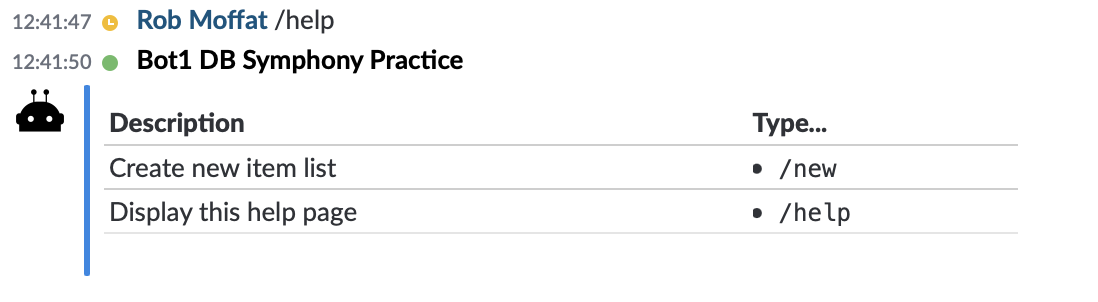 12:41:47 Rob Moffat /help
12:41:50 Bot1 DB Symphony Practice
Description Type...
Create new item list • /new
Display this help page • /help